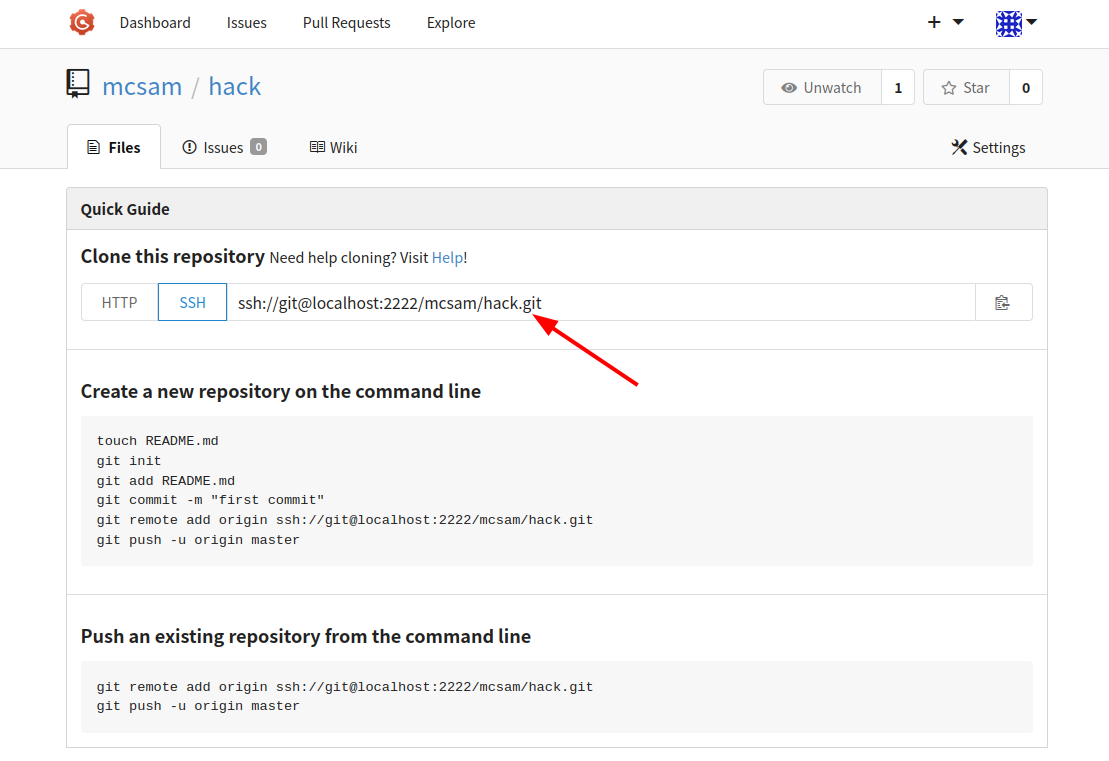 Dashboard Issues Pull Requests Explore
mcsam / hack
Unwatch 1 Star 0
Files Issues 0 Wiki Settings
Quick Guide
Clone this repository Need help cloning? Visit Help!
HTTP SSH ssh://git@localhost:2222/mcsam/hack.git
Create a new repository on the command line
touch README.md
git init
git add README.md
git commit -m "first commit"
git remote add origin ssh://git@localhost:2222/mcsam/hack.git
git push -u origin master
Push an existing repository from the command line
git remote add origin ssh://git@localhost:2222/mcsam/hack.git
git push -u origin master